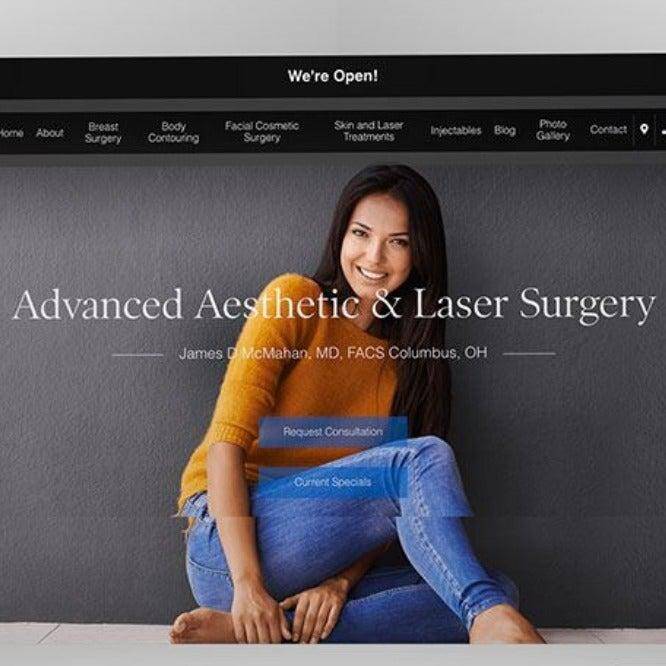 We're Open!
Home About Breast Surgery Body Contouring Facial Cosmetic Surgery Skin and Laser Treatments Injectables Blog Photo Gallery Contact
Advanced Aesthetic & Laser Surgery
James D McMahan, MD, FACS Columbus, OH
Request Consultation
Current Specials